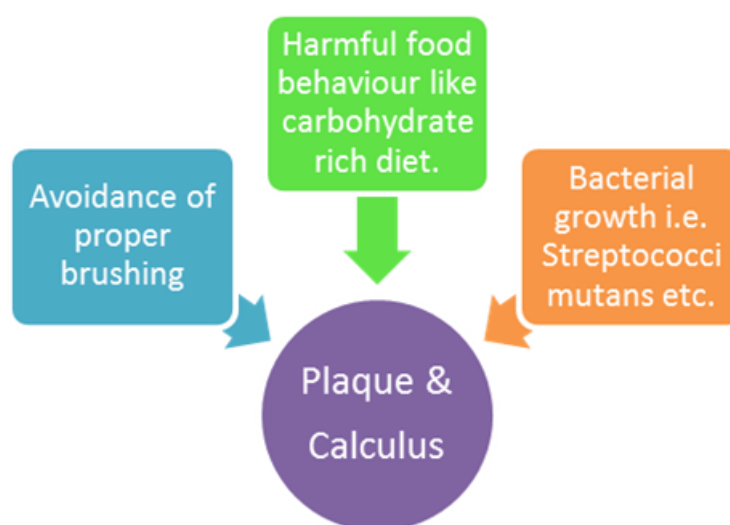 Harmful food
behaviour like
carbohydrate
rich diet.
Avoidance of
proper
brushing
Bacterial
growth i.e.
Streptococci
mutans etc.
Plaque &
Calculus